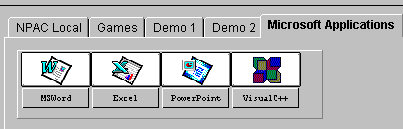 NPAC Local Games Demo 1 Demo 2 Microsoft Applications
MSWord Excel PowerPoint VisualC++